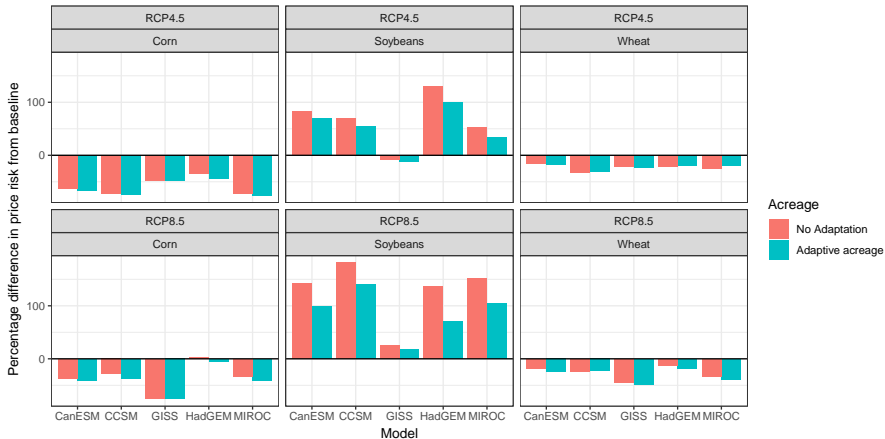 RCP4.5
RCP4.5
RCP4.5
Corn
Soybeans
Wheat
100
0
RCP8.5
RCP8.5
RCP8.5
Corn
Soybeans
Wheat
100
0
CanESM CCSM GISS HadGEM MIROC
CanESM CCSM GISS HadGEM MIROC
CanESM CCSM GISS HadGEM MIROC
Model
Percentage difference in price risk from baseline
Acreage
No Adaptation
Adaptive acreage